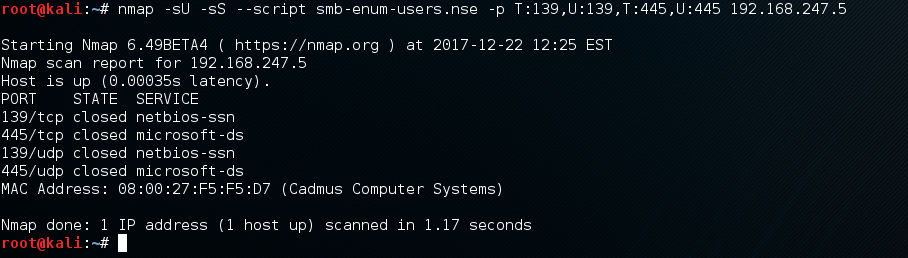 root@kali:~# nmap -sU -sS --script smb-enum-users.nse -p T:139,U:139,T:445,U:445 192.168.247.5
Starting Nmap 6.49BETA4 ( https://nmap.org ) at 2017-12-22 12:25 EST
Nmap scan report for 192.168.247.5
Host is up (0.00035s latency).
PORT    STATE  SERVICE
139/tcp closed netbios-ssn
445/tcp closed microsoft-ds
139/udp closed netbios-ssn
445/udp closed microsoft-ds
MAC Address: 08:00:27:F5:F5:D7 (Cadmus Computer Systems)
Nmap done: 1 IP address (1 host up) scanned in 1.17 seconds
root@kali:~#